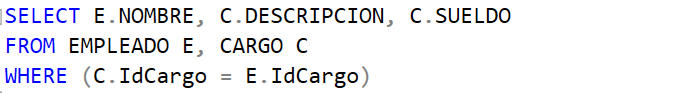 SELECT E.NOMBRE, C.DESCRIPCION, C.SUELDO
FROM EMPLEADO E, CARGO C
WHERE (C.IdCargo = E.IdCargo)